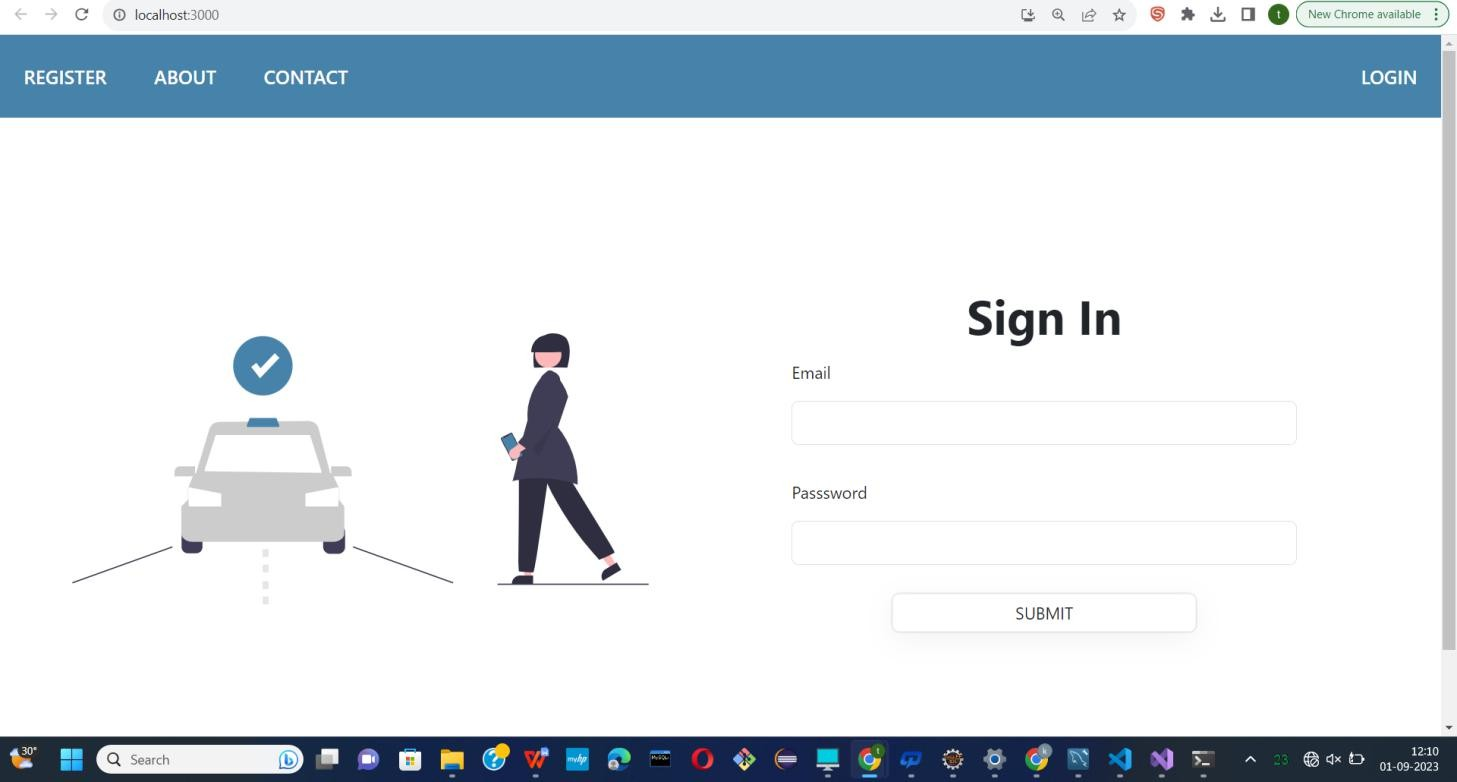 localhost:3000
New Chrome available
REGISTER ABOUT CONTACT LOGIN
Sign In
Email
Passsword
SUBMIT
30°
Search
23
12:10
01-09-2023